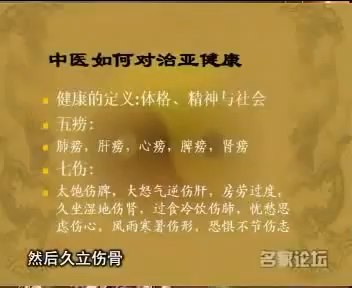 中医如何对治亚健康
健康的定义:体格、精神与社会
五痨:
肺痨，肝痨，心痨，脾痨，肾痨
七伤:
太饱伤脾，大怒气逆伤肝，房劳过度，
久坐湿地伤肾，过食冷饮伤肺，忧愁思
虑伤心，风雨寒暑伤形，恐惧不节伤志
然后久立伤骨
名家论坛